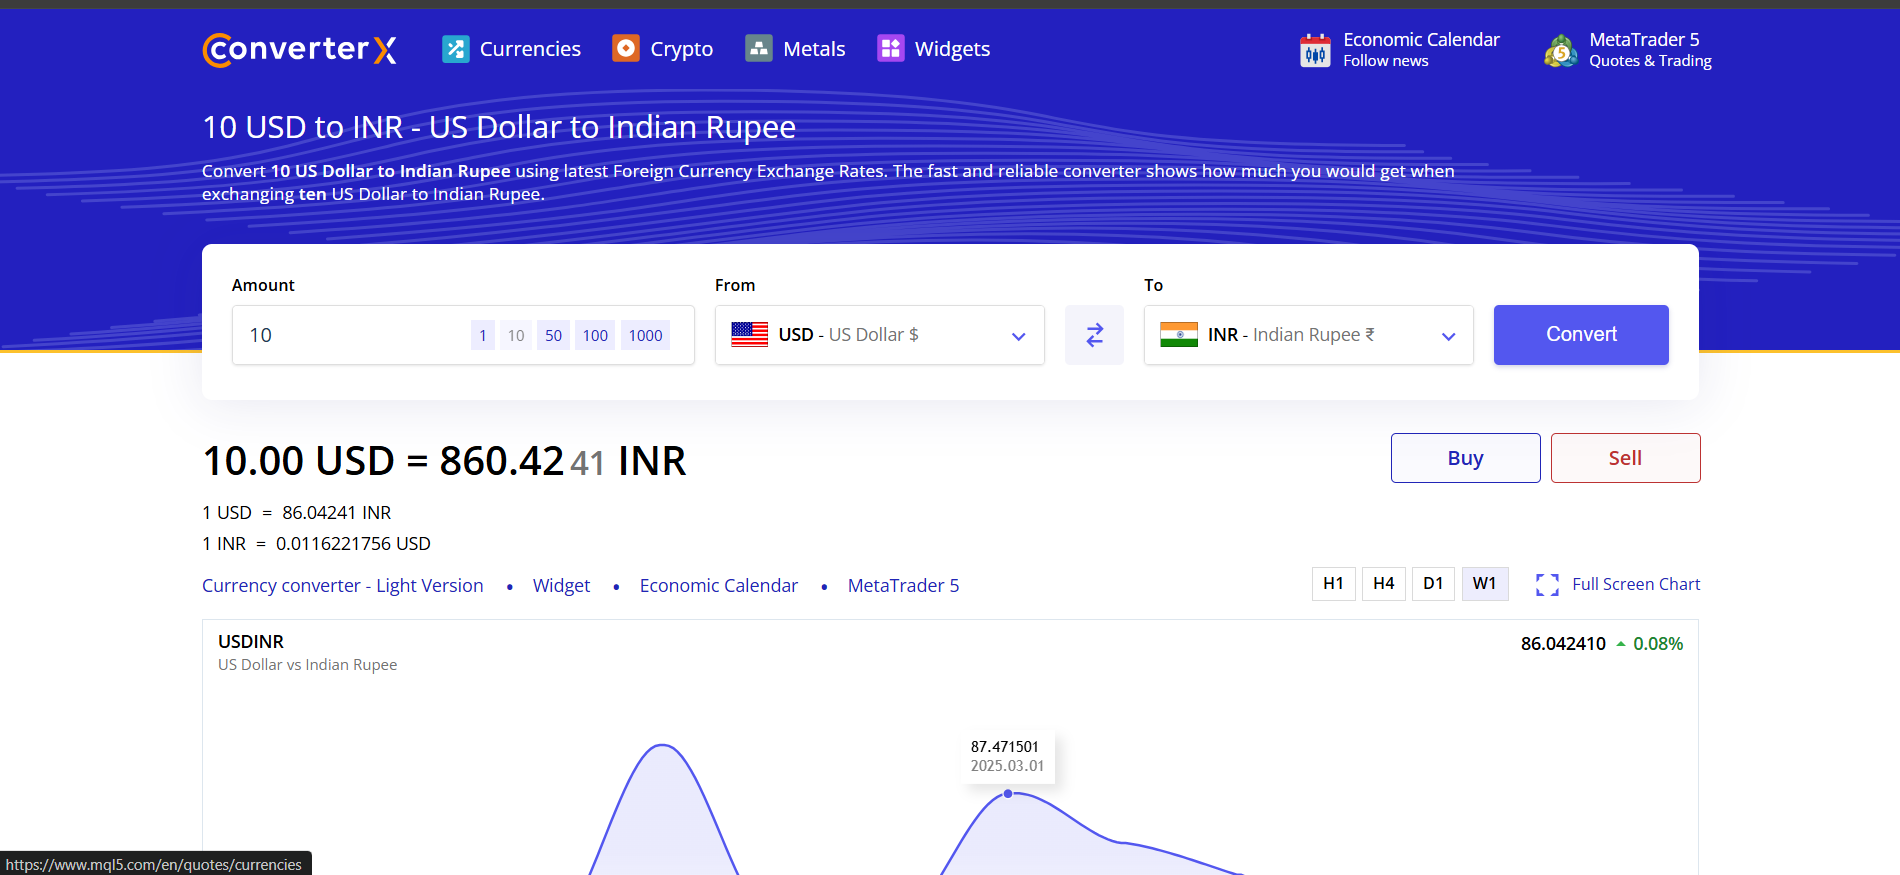 converter X
Currencies
Crypto
Metals
Widgets
Economic Calendar
Follow news
5
MetaTrader 5
Quotes & Trading
10 USD to INR - US Dollar to Indian Rupee
Convert 10 US Dollar to Indian Rupee using latest Foreign Currency Exchange Rates. The fast and reliable converter shows how much you would get when
exchanging ten US Dollar to Indian Rupee.
Amount
From
To
10
1
10
50
100
1000
USD - US Dollar $
INR - Indian Rupee ₹
Convert
10.00 USD = 860.42 41 INR
Buy
Sell
1 USD = 86.04241 INR
1 INR = 0.0116221756 USD
Currency converter - Light Version • Widget • Economic Calendar • MetaTrader 5
H1
H4
D1
W1
Full Screen Chart
USDINR
US Dollar vs Indian Rupee
86.042410 0.08%
87.471501
2025.03.01
https://www.mql5.com/en/quotes/currencies